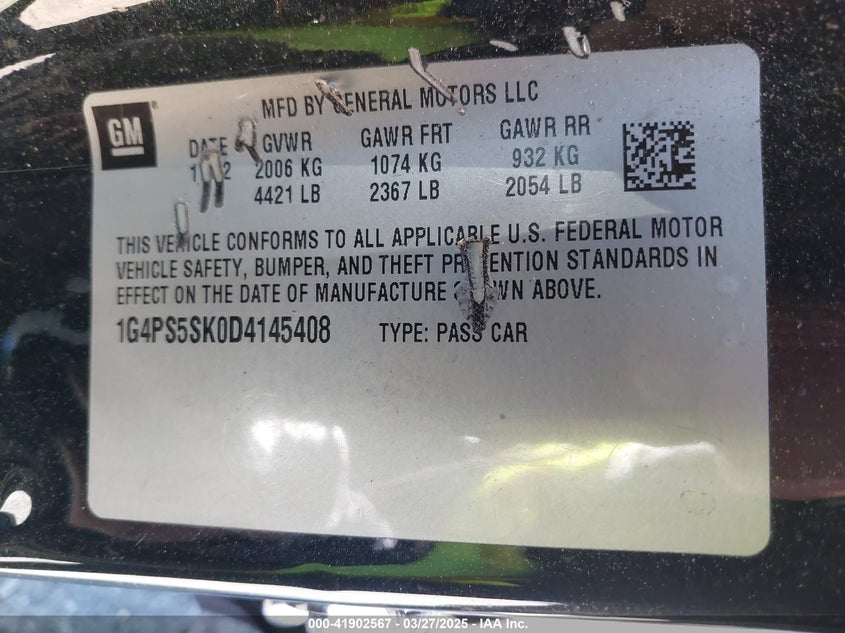 GM
MFD BY GENERAL MOTORS LLC
DATE GVWR GAWR FRT GAWR RR
2006 KG 1074 KG 932 KG
4421 LB 2367 LB 2054 LB
THIS VEHICLE CONFORMS TO ALL APPLICABLE U.S. FEDERAL MOTOR
VEHICLE SAFETY, BUMPER, AND THEFT PREVENTION STANDARDS IN
EFFECT ON THE DATE OF MANUFACTURE SHOWN ABOVE.
1G4PS5SK0D4145408 TYPE: PASS CAR
000-41902567 - 03/27/2025 - IAA Inc.